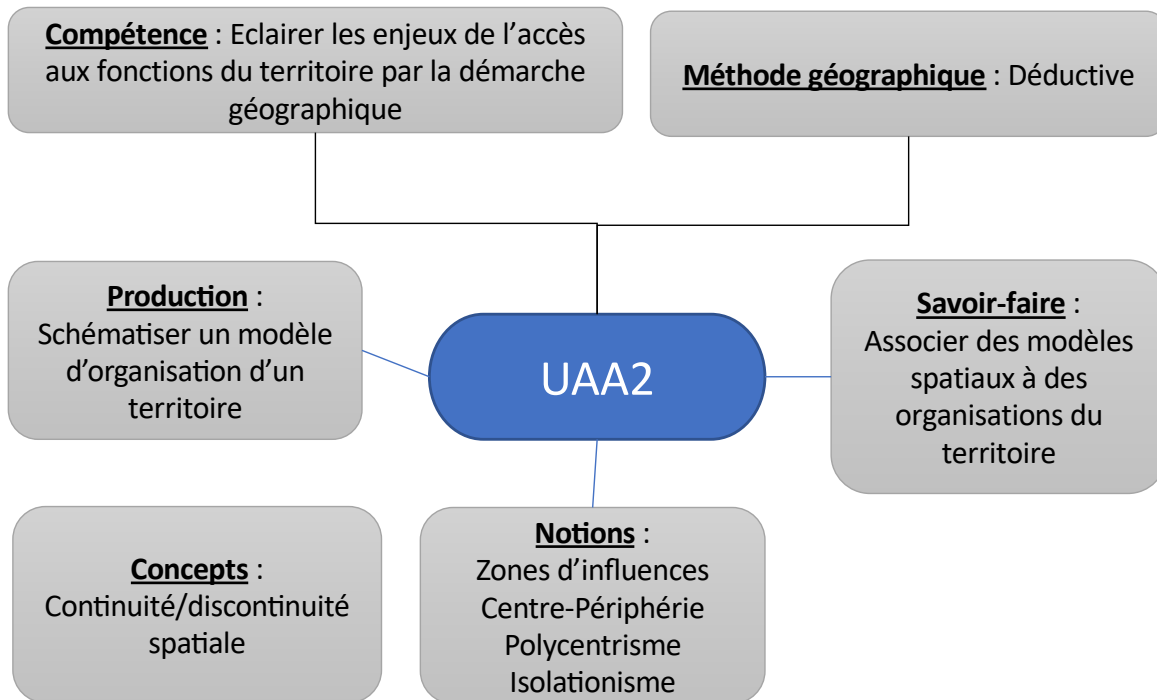 Compétence : Eclairer les enjeux de l’accès
aux fonctions du territoire par la démarche
géographique
Méthode géographique : Déductive
Production :
Schématiser un modèle
d’organisation d’un
territoire
UAA2
Savoir-faire :
Associer des modèles
spatiaux à des
organisations du
territoire
Concepts :
Continuité/discontinuité
spatiale
Notions :
Zones d’influences
Centre-Périphérie
Polycentrisme
Isolationisme